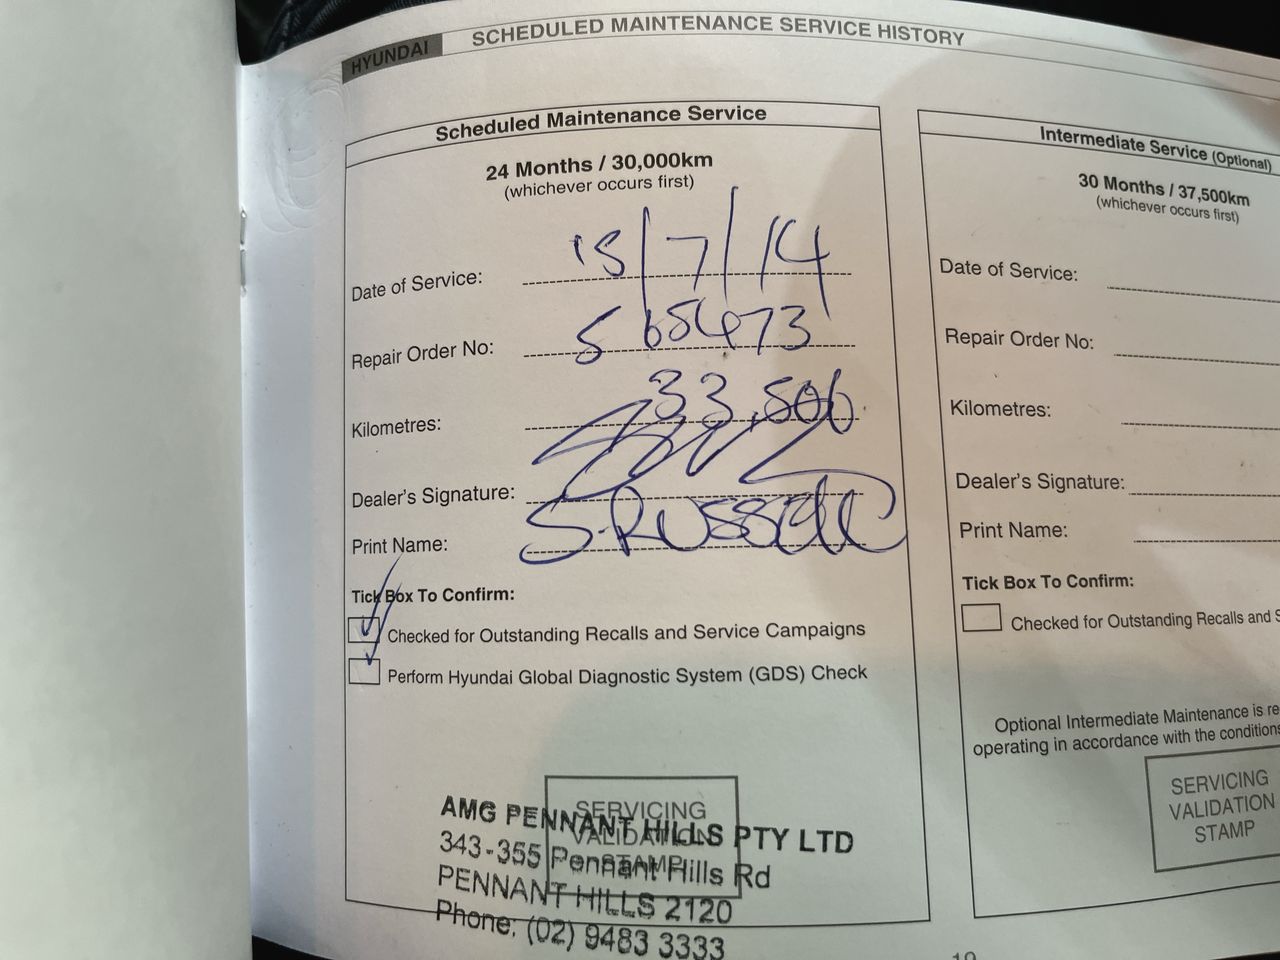 HYUNDAI
SCHEDULED MAINTENANCE SERVICE HISTORY
Scheduled Maintenance Service
24 Months / 30,000km
(whichever occurs first)
Date of Service: 15/7/14
Repair Order No: 565473
Kilometres: 33,506
Dealer's Signature:
Print Name: S.RUSSELL
Tick Box To Confirm:
Checked for Outstanding Recalls and Service Campaigns
Perform Hyundai Global Diagnostic System (GDS) Check
SERVICING
VALIDATION
STAMP
AMG PENNANT HILLS PTY LTD
343-355 Pennant Hills Rd
PENNANT HILLS 2120
Phone: (02) 9483 3333
Intermediate Service (Optional)
30 Months / 37,500km
(whichever occurs first)
Date of Service:
Repair Order No:
Kilometres:
Dealer's Signature:
Print Name:
Tick Box To Confirm:
Checked for Outstanding Recalls and
Optional Intermediate Maintenance is
operating in accordance with the conditions
SERVICING
VALIDATION
STAMP